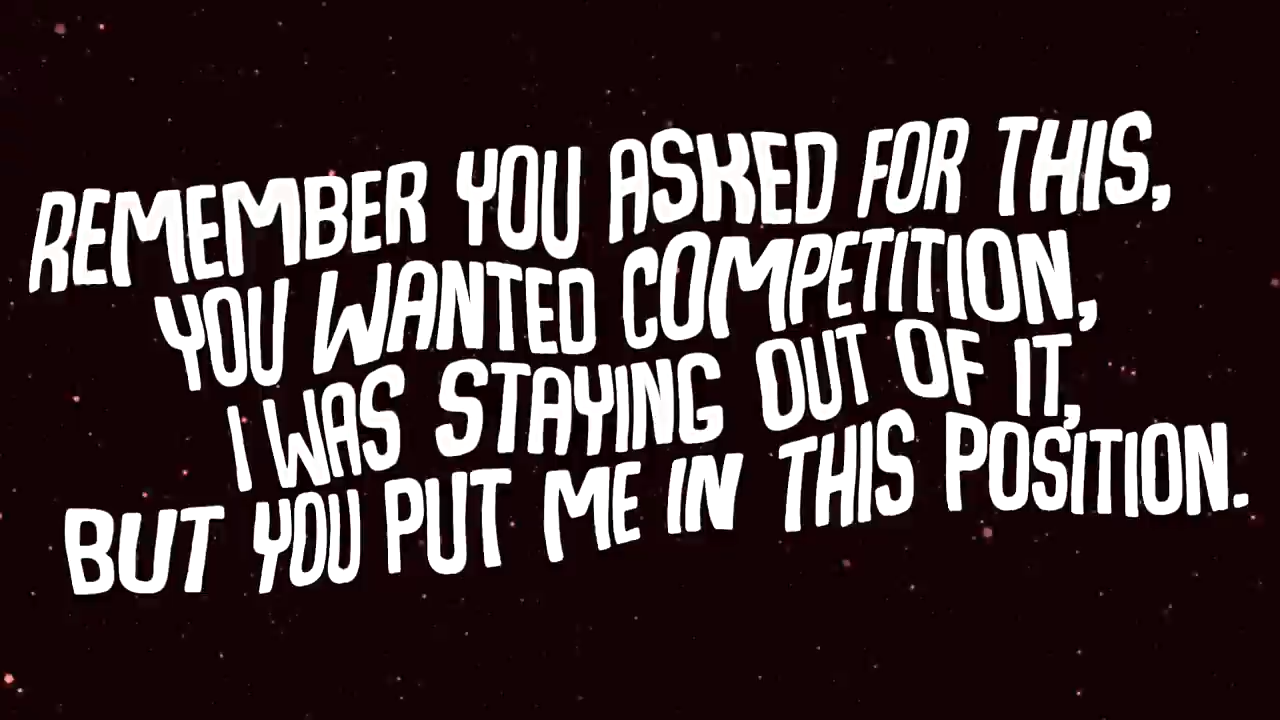 REMEMBER YOU ASKED FOR THIS,
YOU WANTED COMPETITION,
I WAS STAYING OUT OF IT,
BUT YOU PUT ME IN THIS POSITION.